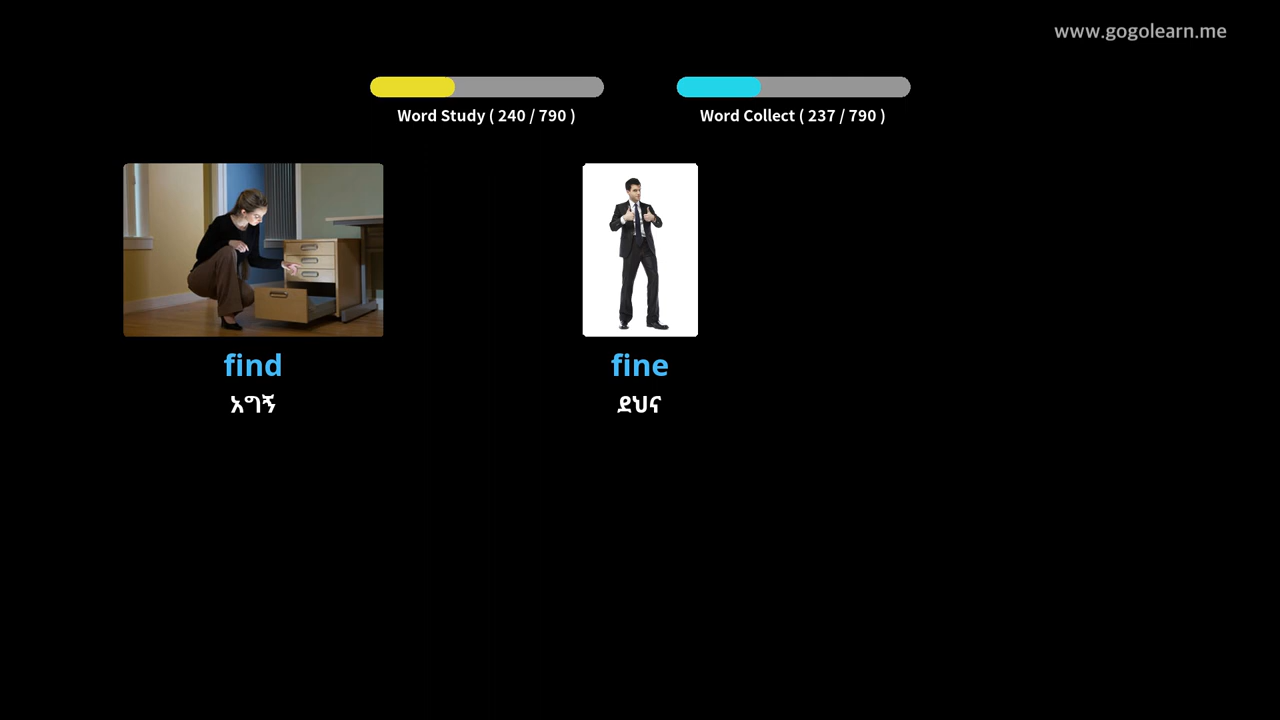 www.gogolearn.me
Word Study ( 240 / 790 )
Word Collect ( 237 / 790 )
find
አግኝ
fine
ደህና